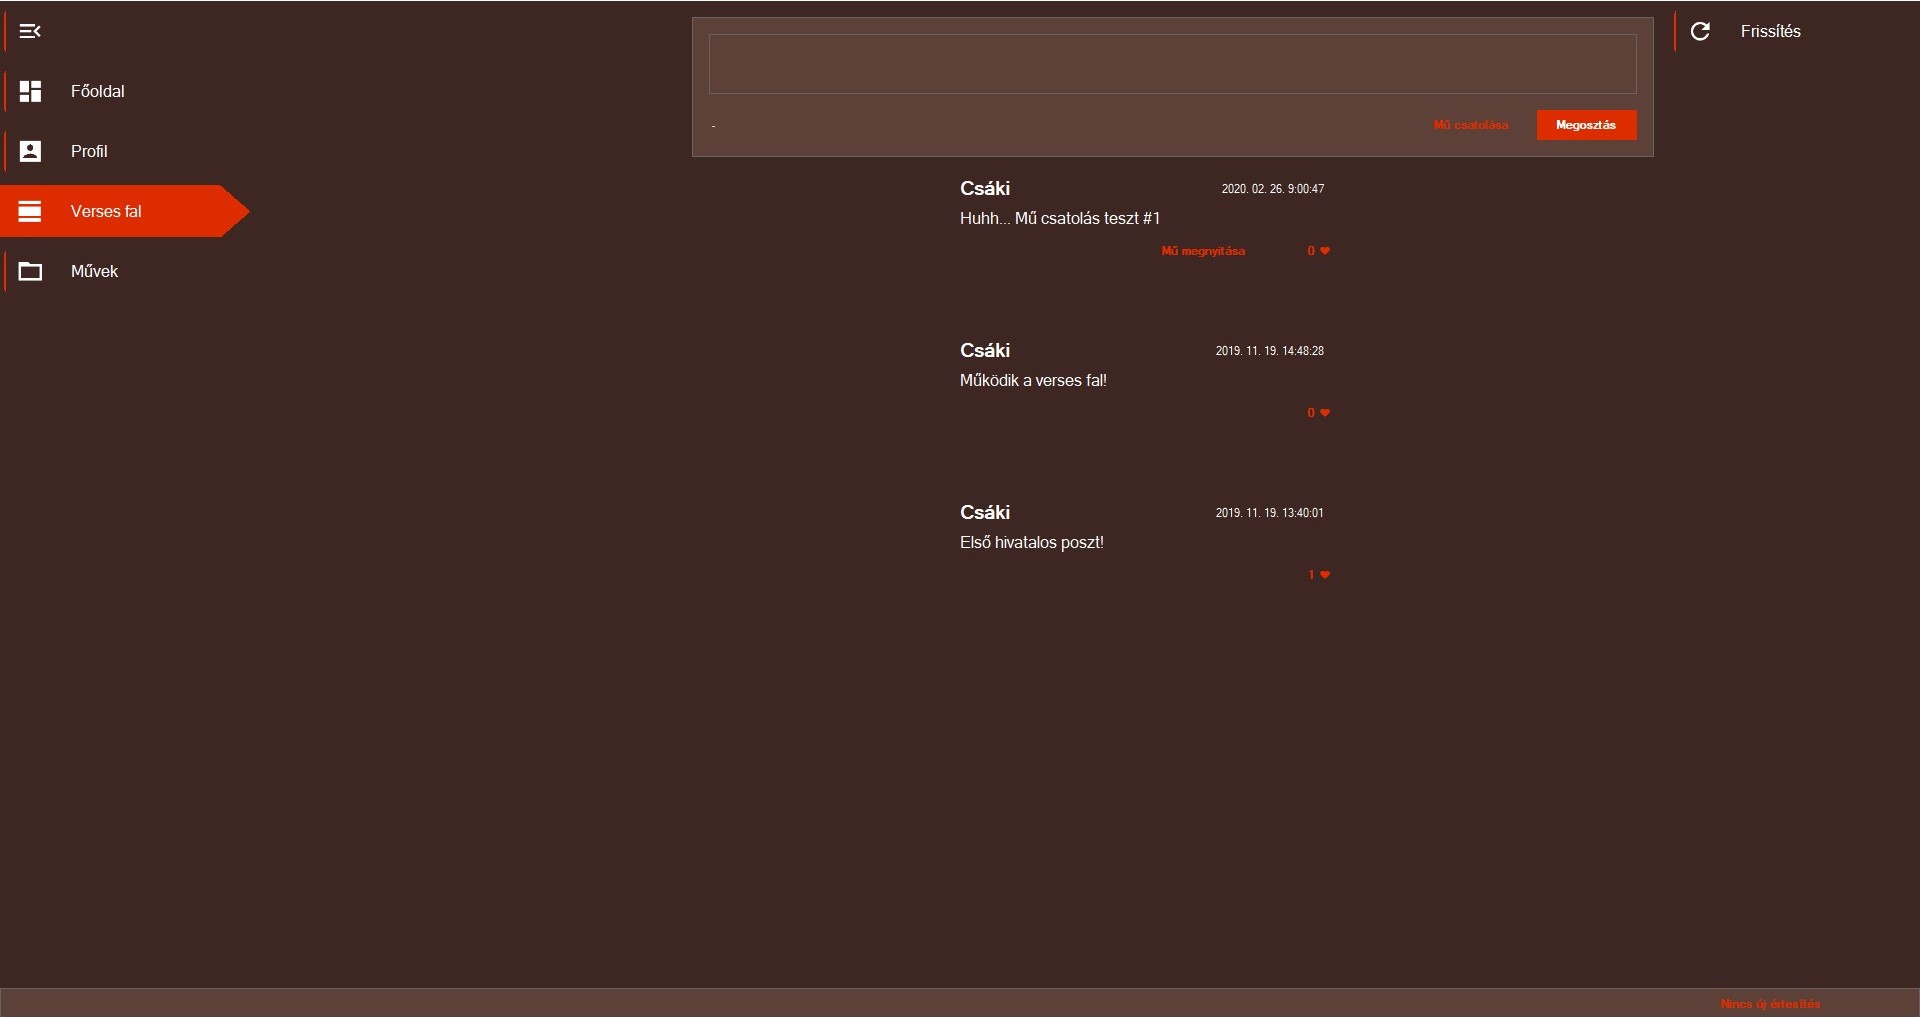 Főoldal
Profil
Verses fal
Művek
-
Mű csatolása
Megosztás
Csáki
2020. 02. 26. 9:00:47
Huhh... Mű csatolás teszt #1
Mű megnyitása
0
Csáki
2019. 11. 19. 14:48:28
Működik a verses fal!
0
Csáki
2019. 11. 19. 13:40:01
Első hivatalos poszt!
1
Frissítés
Nincs új értesítés